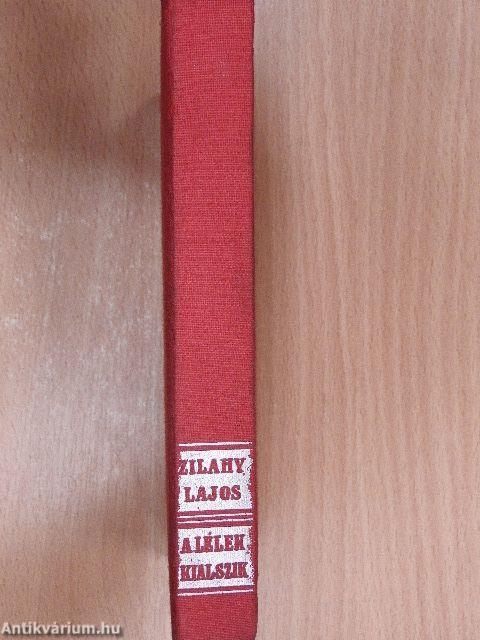 ZILAHY
LAJOS
A LÉLEK
KIALSZIK
Antikvárium.hu